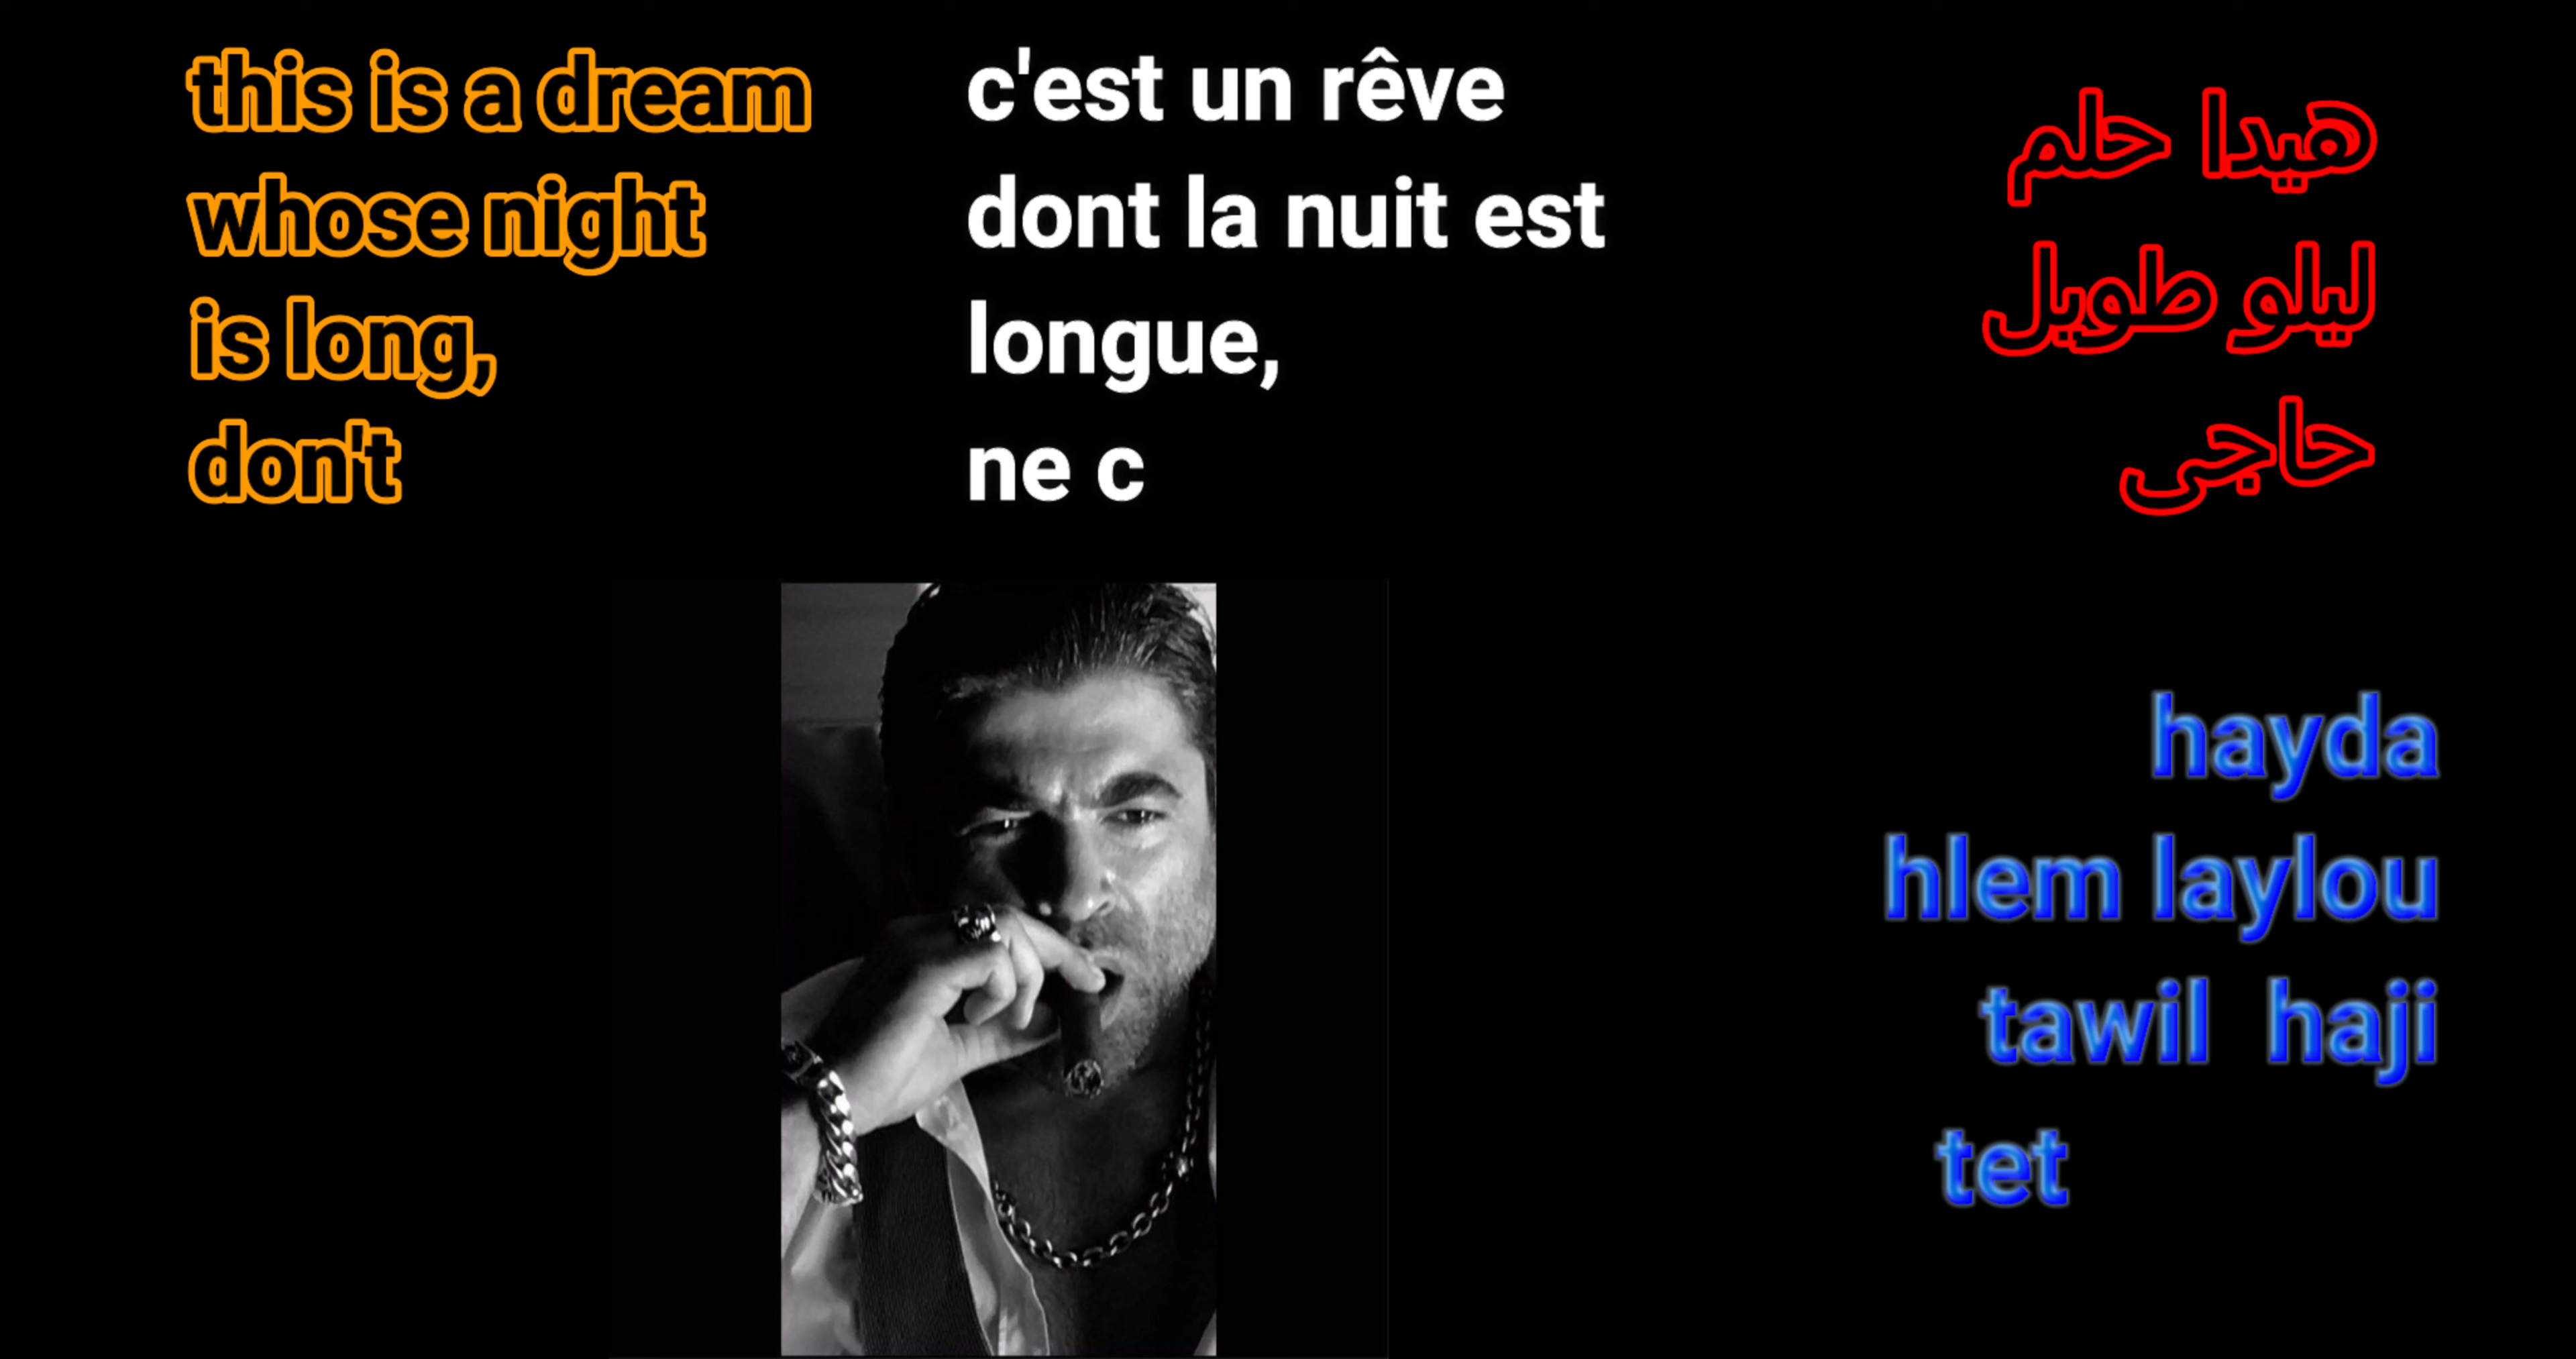 this is a dream
whose night
is long,
don't
c'est un rêve
dont la nuit est
longue,
ne c
هيدا حلم
ليلو طويل
حاجى
hayda
hlem laylou
tawil haji
tet